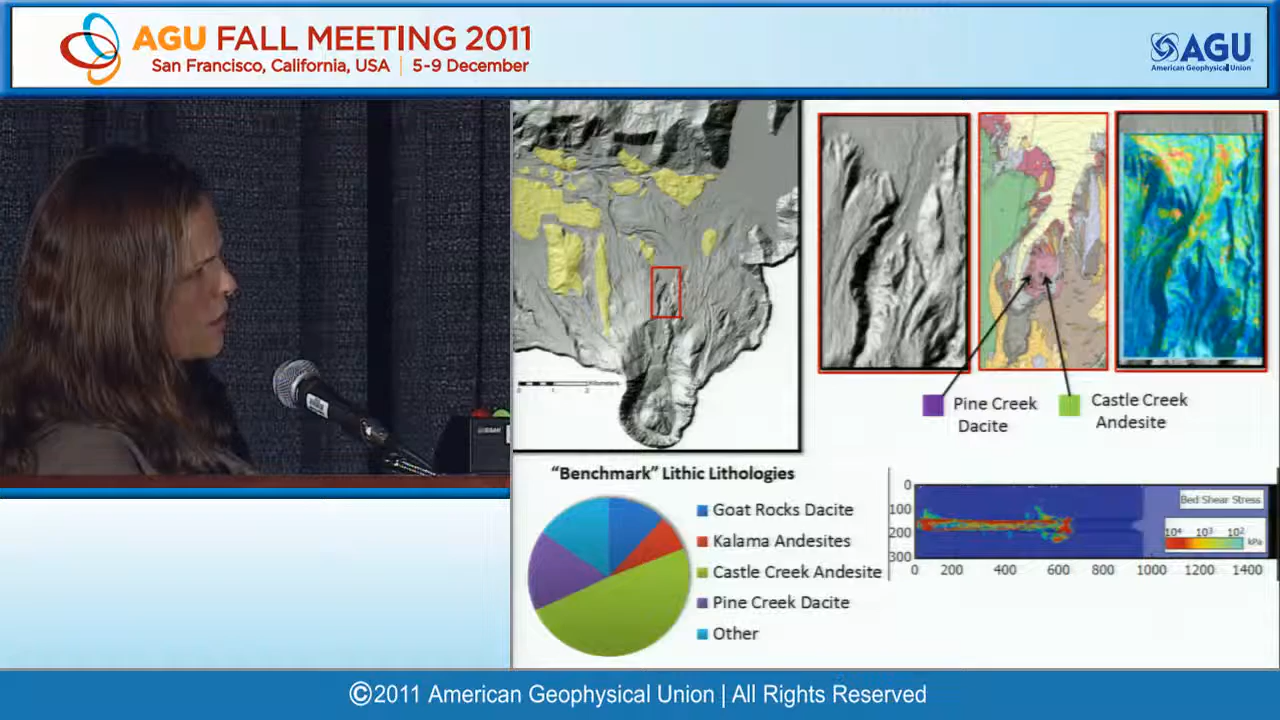 AGU FALL MEETING 2011
San Francisco, California, USA | 5-9 December
AGU
American Geophysical Union
Pine Creek
Dacite
Castle Creek
Andesite
"Benchmark" Lithic Lithologies
Goat Rocks Dacite
Kalama Andesites
Castle Creek Andesite
Pine Creek Dacite
Other
0
100
200
300
Bed Shear Stress
10⁴ 10³ 10²
kPa
0 200 400 600 800 1000 1200 1400
©2011 American Geophysical Union | All Rights Reserved